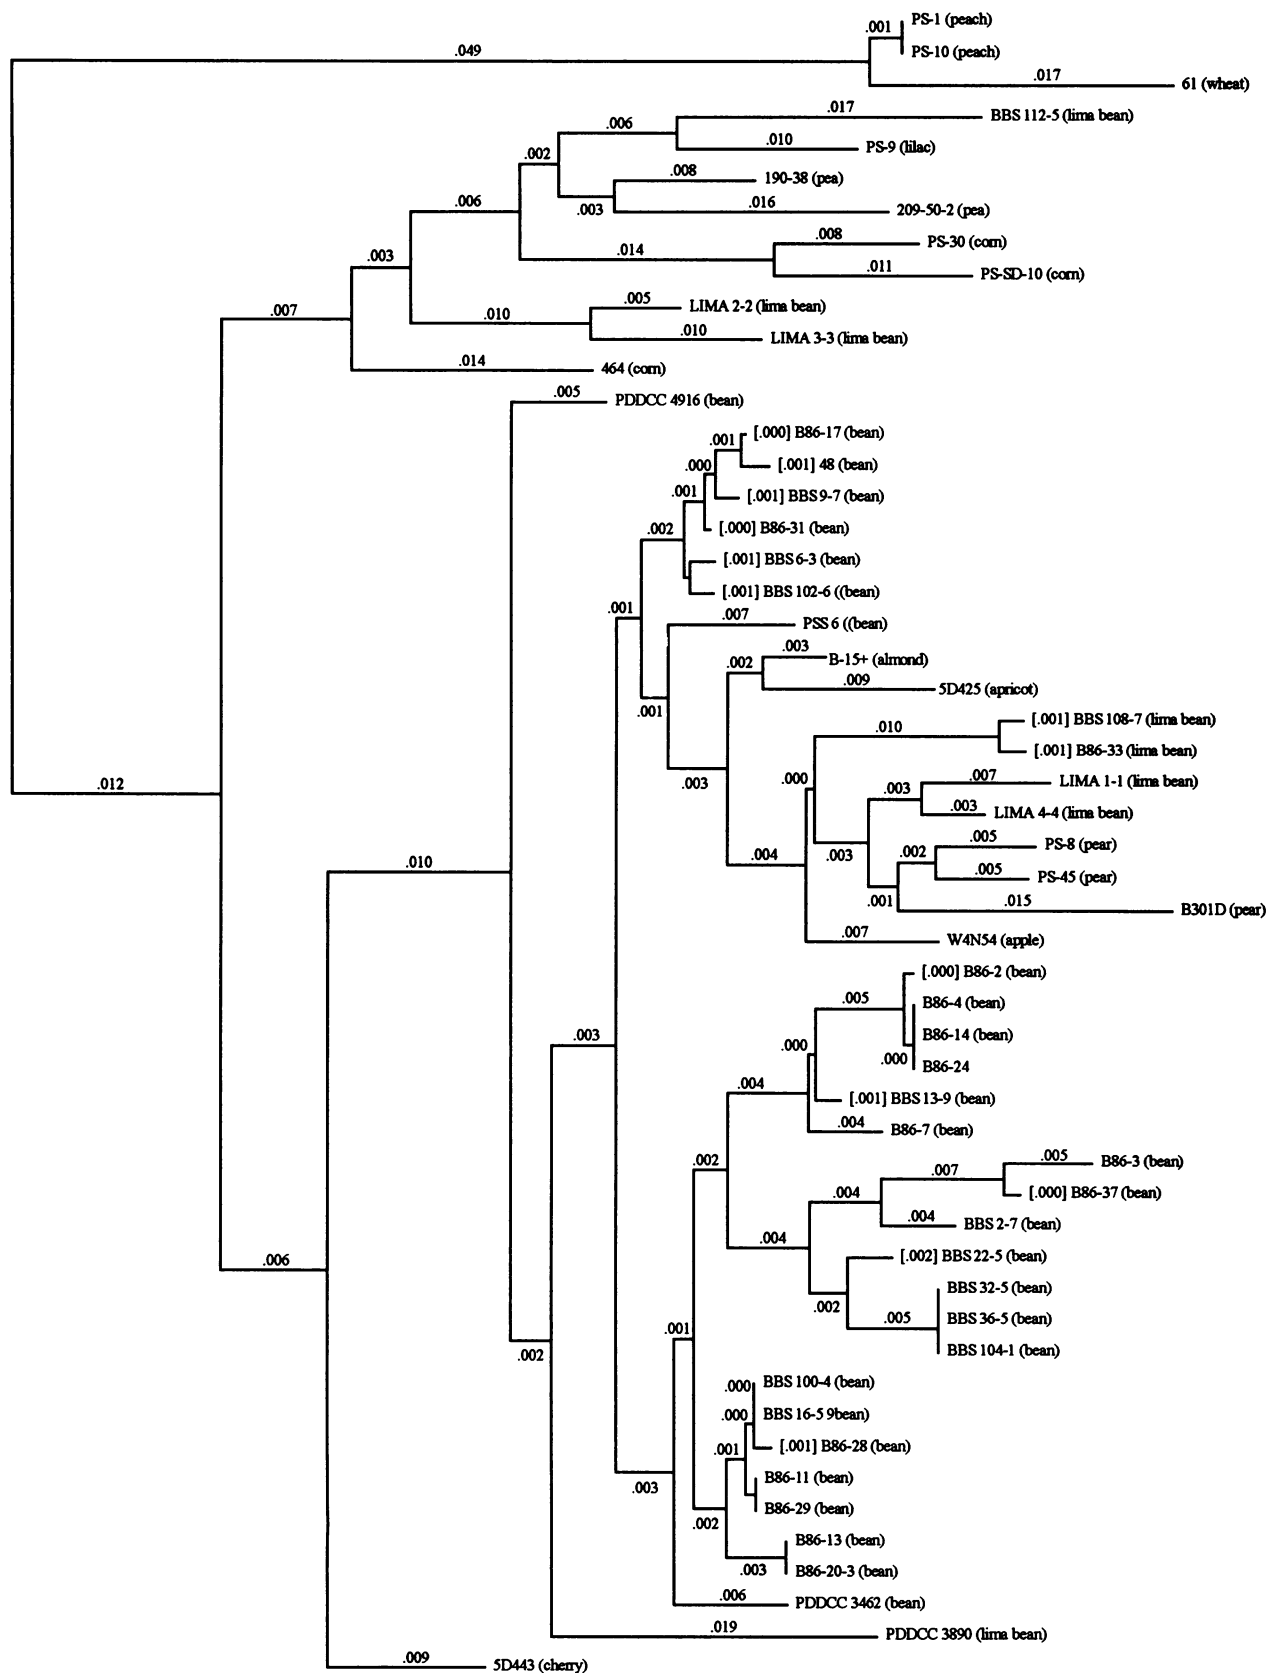 .001 PS-1 (peach)
PS-10 (peach)
.049
.017 61 (wheat)
.017 BBS 112-5 (lima bean)
.006
.010 PS-9 (lilac)
.002
.008 190-38 (pea)
.003 .016 209-50-2 (pea)
.006
.008 PS-30 (corn)
.014
.011 PS-SD-10 (corn)
.003
.005 LIMA 2-2 (lima bean)
.010
.010 LIMA 3-3 (lima bean)
.007
.014 464 (corn)
.005 PDDCC 4916 (bean)
.001 [.000] B86-17 (bean)
.000 [.001] 48 (bean)
.001 [.001] BBS 9-7 (bean)
.002 [.000] B86-31 (bean)
[.001] BBS 6-3 (bean)
[.001] BBS 102-6 ((bean)
.001
.007 PSS 6 ((bean)
.003 B-15+ (almond)
.002
.009 5D425 (apricot)
.001
[.001] BBS 108-7 (lima bean)
.010
[.001] B86-33 (lima bean)
.003 .000
.007 LIMA 1-1 (lima bean)
.012
.003
.003 LIMA 4-4 (lima bean)
.005 PS-8 (pear)
.004 .003 .002
.010
.005 PS-45 (pear)
.001 .015 B301D (pear)
.007 W4N54 (apple)
[.000] B86-2 (bean)
.005 B86-4 (bean)
.003
B86-14 (bean)
.000
.000 B86-24
.004
[.001] BBS 13-9 (bean)
.004 B86-7 (bean)
.002
.005 B86-3 (bean)
.007
.004 [.000] B86-37 (bean)
.004 BBS 2-7 (bean)
.004
.006
[.002] BBS 22-5 (bean)
BBS 32-5 (bean)
.002
.005 BBS 36-5 (bean)
.001
BBS 104-1 (bean)
.002
.000 BBS 100-4 (bean)
.000 BBS 16-5 9bean)
.001 [.001] B86-28 (bean)
B86-11 (bean)
.003
B86-29 (bean)
.002
B86-13 (bean)
.003 B86-20-3 (bean)
.006 PDDCC 3462 (bean)
.019 PDDCC 3890 (lima bean)
.009 5D443 (cherry)